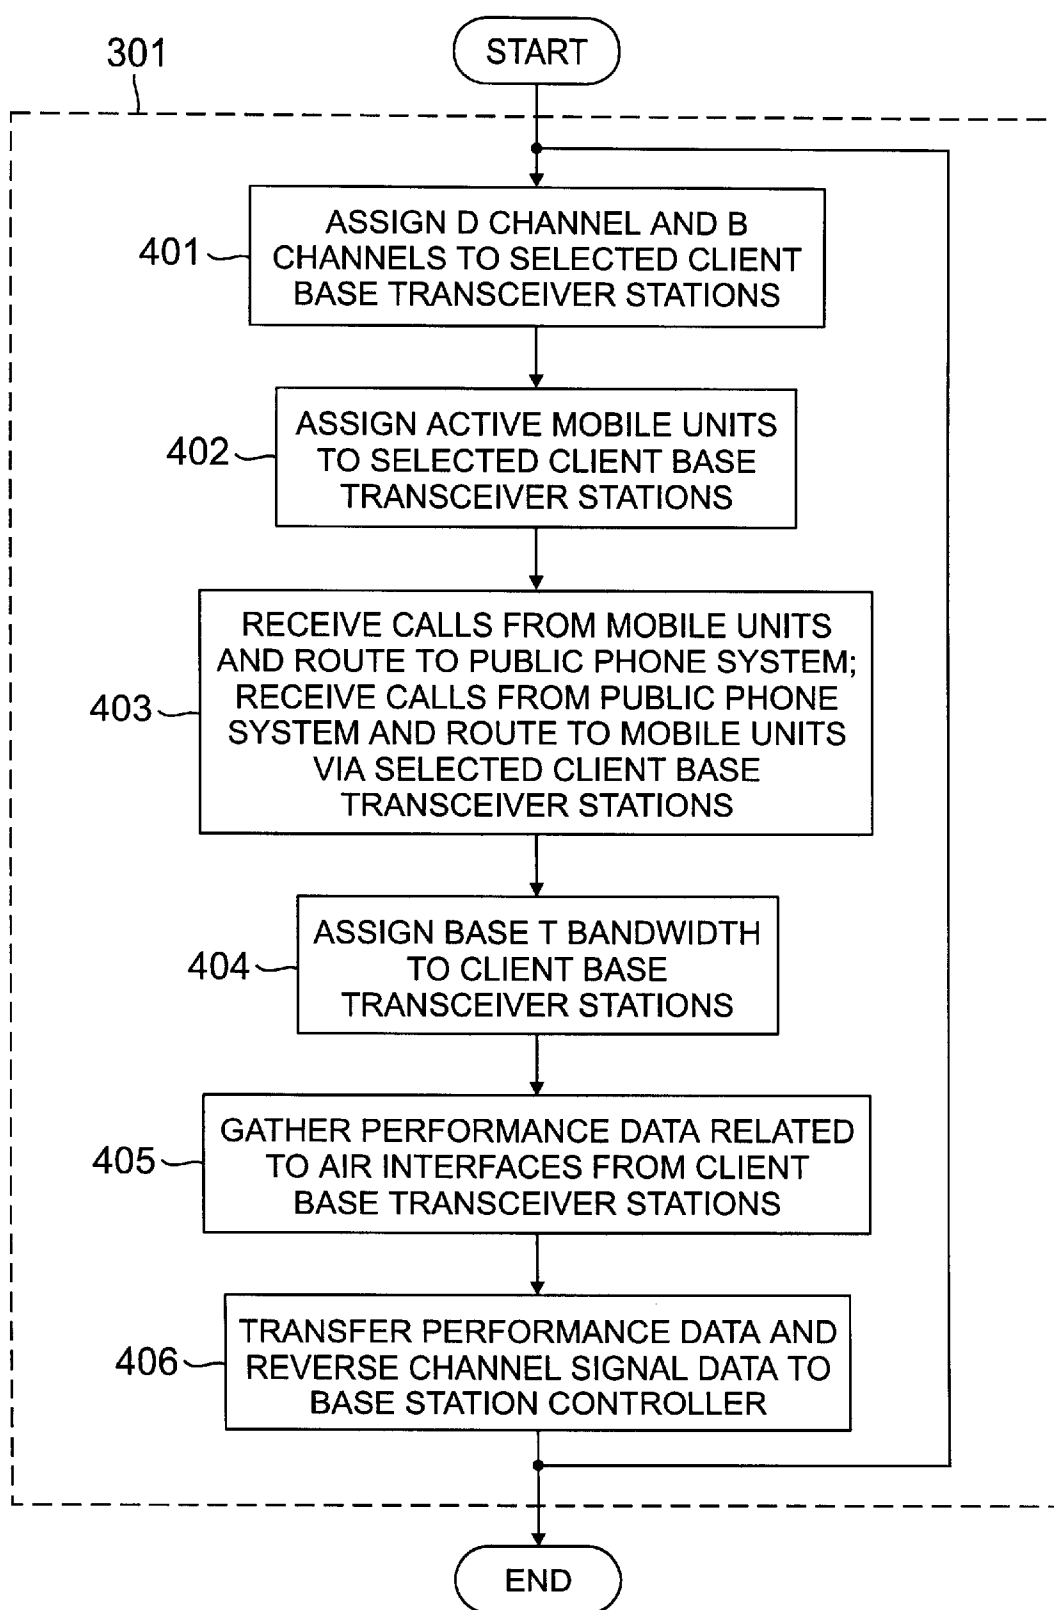 START
301
ASSIGN D CHANNEL AND B
CHANNELS TO SELECTED CLIENT
BASE TRANSCEIVER STATIONS
401
ASSIGN ACTIVE MOBILE UNITS
TO SELECTED CLIENT BASE
TRANSCEIVER STATIONS
402
RECEIVE CALLS FROM MOBILE UNITS
AND ROUTE TO PUBLIC PHONE SYSTEM;
RECEIVE CALLS FROM PUBLIC PHONE
SYSTEM AND ROUTE TO MOBILE UNITS
VIA SELECTED CLIENT BASE
TRANSCEIVER STATIONS
403
ASSIGN BASE T BANDWIDTH
TO CLIENT BASE
TRANSCEIVER STATIONS
404
GATHER PERFORMANCE DATA RELATED
TO AIR INTERFACES FROM CLIENT
BASE TRANSCEIVER STATIONS
405
TRANSFER PERFORMANCE DATA AND
REVERSE CHANNEL SIGNAL DATA TO
BASE STATION CONTROLLER
406
END